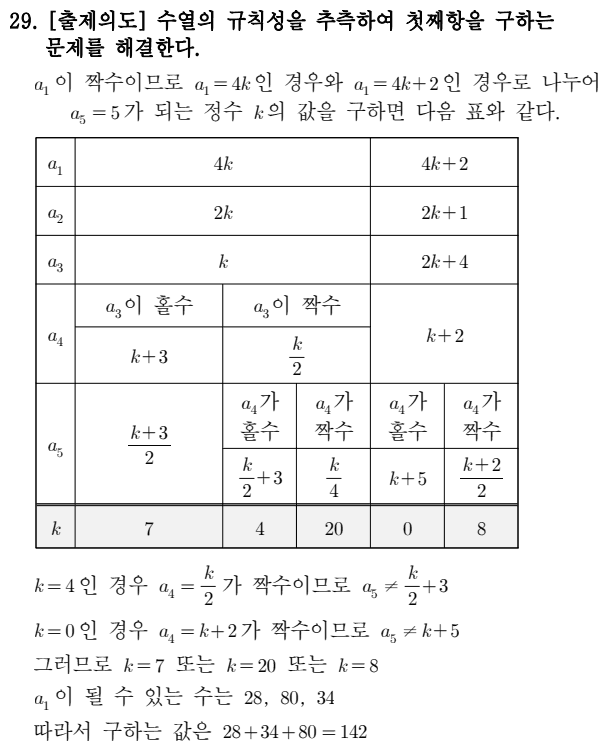 29. [출제의도] 수열의 규칙성을 추측하여 첫째항을 구하는
문제를 해결한다.
a₁이 짝수이므로 a₁=4k인 경우와 a₁=4k+2인 경우로 나누어
a₅=5가 되는 정수 k의 값을 구하면 다음 표와 같다.
a₁ 4k 4k+2
a₂ 2k 2k+1
a₃ k 2k+4
a₄ a₃이 홀수 a₃이 짝수 k+2
k+3 k/2
a₅ (k+3)/2 a₄가 홀수 a₄가 짝수 a₄가 홀수 a₄가 짝수
k/2+3 k/4 k+5 (k+2)/2
k 7 4 20 0 8
k=4인 경우 a₄=k/2가 짝수이므로 a₅≠k/2+3
k=0인 경우 a₄=k+2가 짝수이므로 a₅≠k+5
그러므로 k=7 또는 k=20 또는 k=8
a₁이 될 수 있는 수는 28, 80, 34
따라서 구하는 값은 28+34+80=142